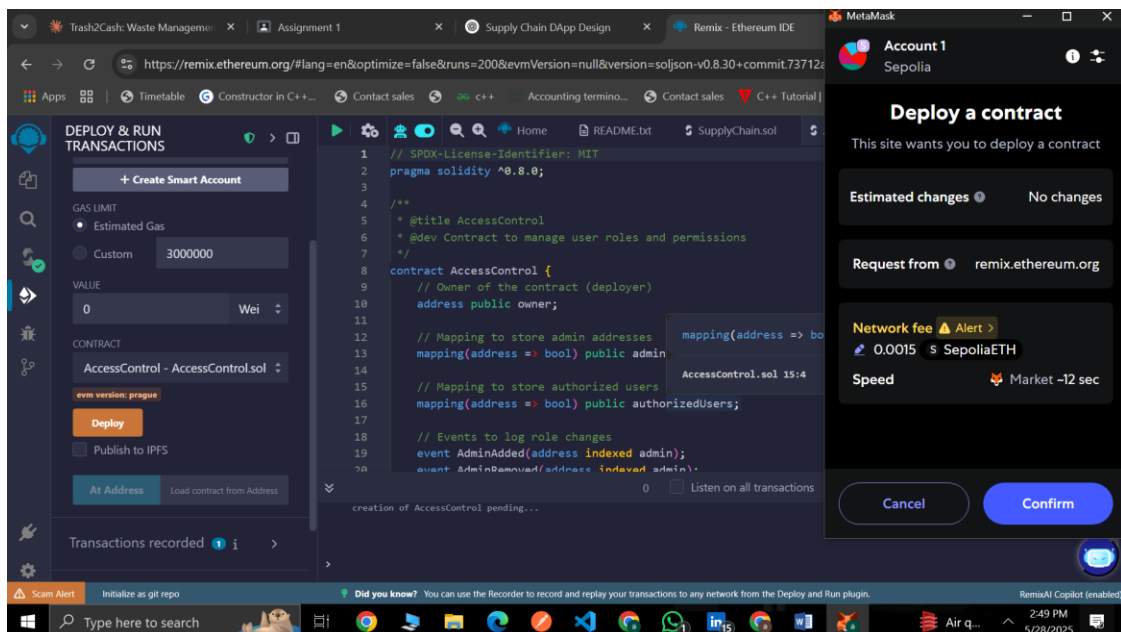 Trash2Cash: Waste Managemen
Assignment 1
Supply Chain DApp Design
Remix - Ethereum IDE
https://remix.ethereum.org/#lang=en&optimize=false&runs=200&evmVersion=null&version=soljson-v0.8.30+commit.73712a
Apps
Timetable
Constructor in C++...
Contact sales
c++
Accounting termino...
Contact sales
C++ Tutorial |
DEPLOY & RUN
TRANSACTIONS
+ Create Smart Account
GAS LIMIT
Estimated Gas
Custom 3000000
VALUE
0 Wei
CONTRACT
AccessControl - AccessControl.sol
evm version: prague
Deploy
Publish to IPFS
At Address Load contract from Address
Transactions recorded 1 i >
Home README.txt SupplyChain.sol
1 // SPDX-License-Identifier: MIT
2 pragma solidity ^0.8.0;
3
4 /**
5 * @title AccessControl
6 * @dev Contract to manage user roles and permissions
7 */
8 contract AccessControl {
9 // Owner of the contract (deployer)
10 address public owner;
11
12 // Mapping to store admin addresses
13 mapping(address => bool) public admin
14
15 // Mapping to store authorized users
16 mapping(address => bool) public authorizedUsers;
17
18 // Events to log role changes
19 event AdminAdded(address indexed admin);
20 event AdminRemoved(address indexed admin);
mapping(address => bo
AccessControl.sol 15:4
0 Listen on all transactions
creation of AccessControl pending...
>
MetaMask
Account 1
Sepolia
Deploy a contract
This site wants you to deploy a contract
Estimated changes No changes
Request from remix.ethereum.org
Network fee Alert >
0.0015 S SepoliaETH
Speed Market ~12 sec
Cancel Confirm
Scam Alert Initialize as git repo
Did you know? You can use the Recorder to record and replay your transactions to any network from the Deploy and Run plugin.
RemixAI Copilot (enabled)
Type here to search
15
Air q...
2:49 PM
5/28/2025